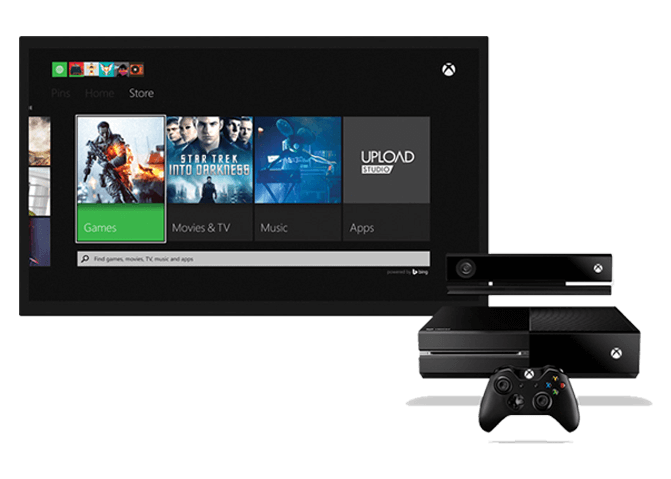 Pins Home Store
STAR TREK
INTO DARKNESS
UPLOAD
STUDIO
Games Movies & TV Music Apps
Find games, movies, TV, music and apps
powered by bing